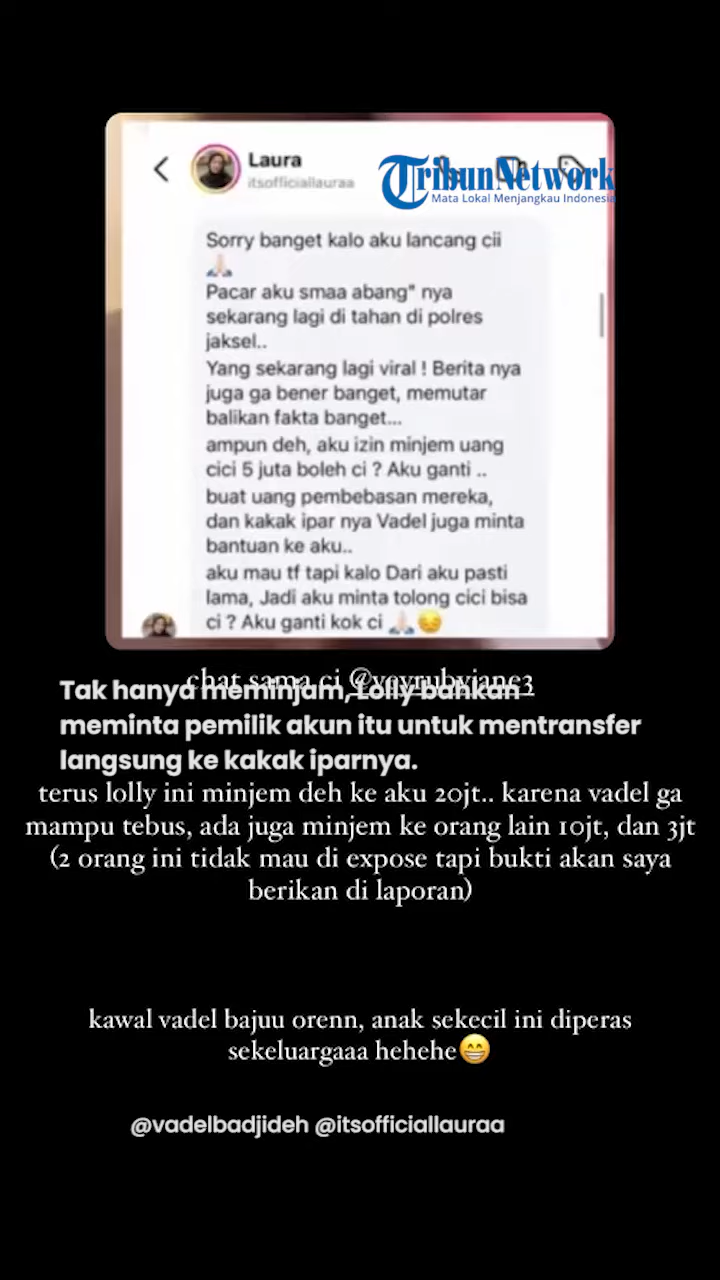 Laura
itsofficiallauraa
TribunNetwork
Mata Lokal Menjangkau Indonesia
Sorry banget kalo aku lancang cii
🙏🏻
Pacar aku smaa abang" nya
sekarang lagi di tahan di polres
jaksel..
Yang sekarang lagi viral ! Berita nya
juga ga bener banget, memutar
balikan fakta banget...
ampun deh, aku izin minjem uang
cici 5 juta boleh ci ? Aku ganti ..
buat uang pembebasan mereka,
dan kakak ipar nya Vadel juga minta
bantuan ke aku..
aku mau tf tapi kalo Dari aku pasti
lama, Jadi aku minta tolong cici bisa
ci ? Aku ganti kok ci 🙏🏻😔
chat sama ci
Tak hanya meminjam, Lolly bahkan
meminta pemilik akun itu untuk mentransfer
langsung ke kakak iparnya.
terus lolly ini minjem deh ke aku 20jt.. karena vadel ga
mampu tebus, ada juga minjem ke orang lain 10jt, dan 3jt
(2 orang ini tidak mau di expose tapi bukti akan saya
berikan di laporan)
kawal vadel bajuu orenn, anak sekecil ini diperas
sekeluargaaa hehehe😁
@vadelbadjideh @itsofficiallauraa